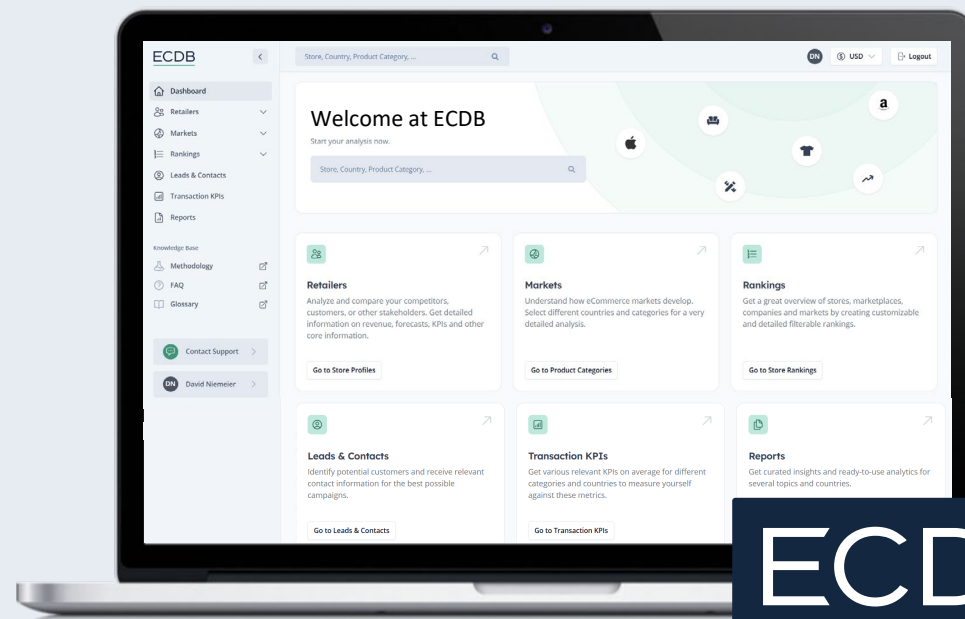 ECDB
Store, Country, Product Category, ...
DN
USD
Logout
Dashboard
Retailers
Markets
Rankings
Leads & Contacts
Transaction KPIs
Reports
Knowledge Base
Methodology
FAQ
Glossary
Contact Support
DN
David Niemeier
Welcome at ECDB
Start your analysis now.
Store, Country, Product Category, ...
a
Retailers
Analyze and compare your competitors,
customers, or other stakeholders. Get detailed
information on revenue, forecasts, KPIs and other
core information.
Go to Store Profiles
Markets
Understand how eCommerce markets develop.
Select different countries and categories for a very
detailed analysis.
Go to Product Categories
Rankings
Get a great overview of stores, marketplaces,
companies and markets by creating customizable
and detailed filterable rankings.
Go to Store Rankings
Leads & Contacts
Identify potential customers and receive relevant
contact information for the best possible
campaigns.
Go to Leads & Contacts
Transaction KPIs
Get various relevant KPIs on average for different
categories and countries to measure yourself
against these metrics.
Go to Transaction KPIs
Reports
Get curated insights and ready-to-use analytics for
several topics and countries.
ECD